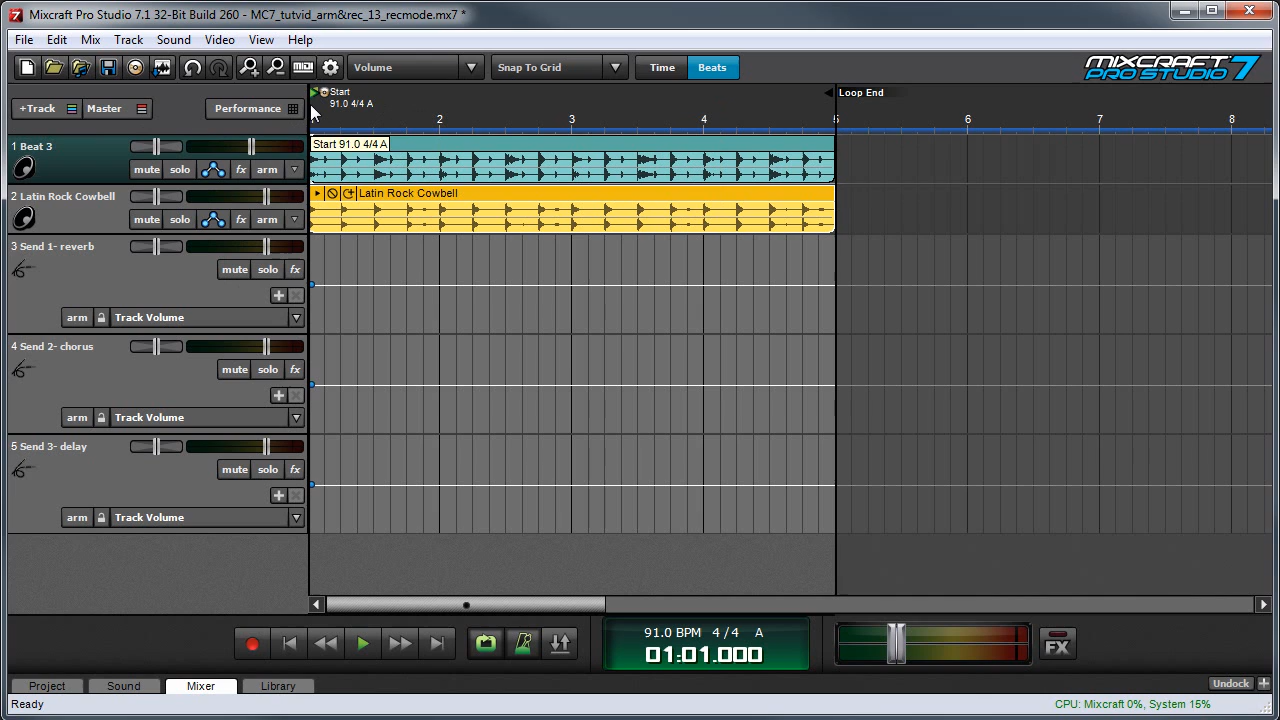 Mixcraft Pro Studio 7.1 32-Bit Build 260 - MC7_tutvid_arm&rec_13_recmode.mx7 *
File Edit Mix Track Sound Video View Help
Volume Snap To Grid Time Beats MIXCRAFT PRO STUDIO 7
+Track Master Performance
Start
91.0 4/4 A
Loop End
2 3 4 5 6 7 8
1 Beat 3
Start 91.0 4/4 A
mute solo fx arm
2 Latin Rock Cowbell
Latin Rock Cowbell
mute solo fx arm
3 Send 1- reverb
mute solo fx
arm Track Volume
4 Send 2- chorus
mute solo fx
arm Track Volume
5 Send 3- delay
mute solo fx
arm Track Volume
91.0 BPM 4/4 A
01:01.000
FX
Project Sound Mixer Library Undock
Ready CPU: Mixcraft 0%, System 15%